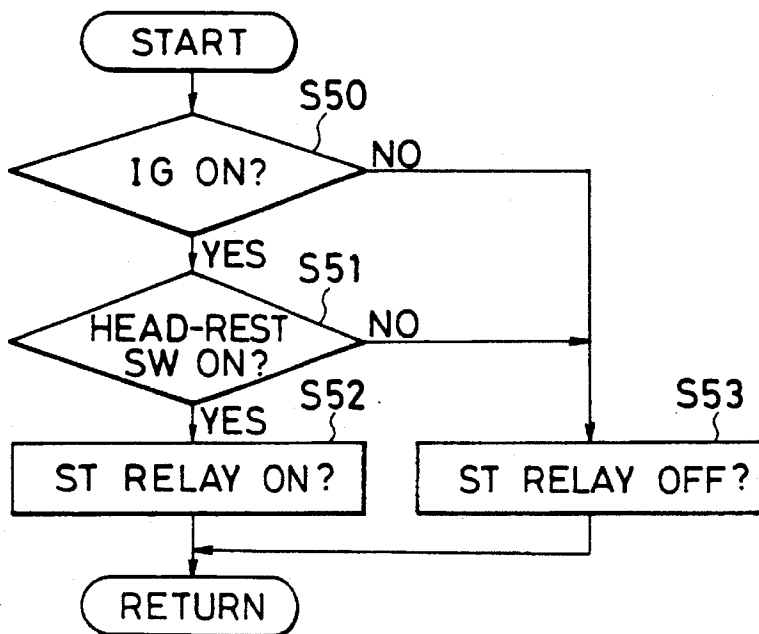 START
S50
IG ON?
NO
YES
S51
HEAD-REST
SW ON?
NO
YES
S52
S53
ST RELAY ON?
ST RELAY OFF?
RETURN